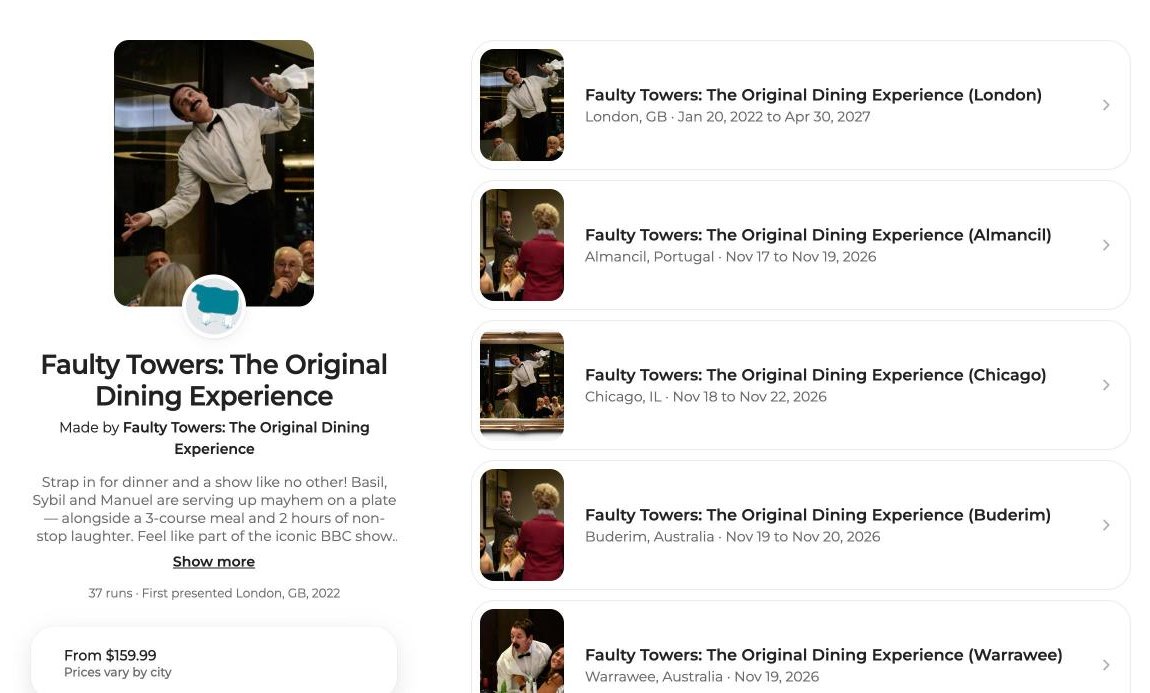 Faulty Towers: The Original
Dining Experience
Made by Faulty Towers: The Original Dining
Experience
Strap in for dinner and a show like no other! Basil,
Sybil and Manuel are serving up mayhem on a plate
— alongside a 3-course meal and 2 hours of non-
stop laughter. Feel like part of the iconic BBC show..
Show more
37 runs · First presented London, GB, 2022
From $159.99
Prices vary by city
Faulty Towers: The Original Dining Experience (London)
London, GB · Jan 20, 2022 to Apr 30, 2027
Faulty Towers: The Original Dining Experience (Almancil)
Almancil, Portugal · Nov 17 to Nov 19, 2026
Faulty Towers: The Original Dining Experience (Chicago)
Chicago, IL · Nov 18 to Nov 22, 2026
Faulty Towers: The Original Dining Experience (Buderim)
Buderim, Australia · Nov 19 to Nov 20, 2026
Faulty Towers: The Original Dining Experience (Warrawee)
Warrawee, Australia · Nov 19, 2026